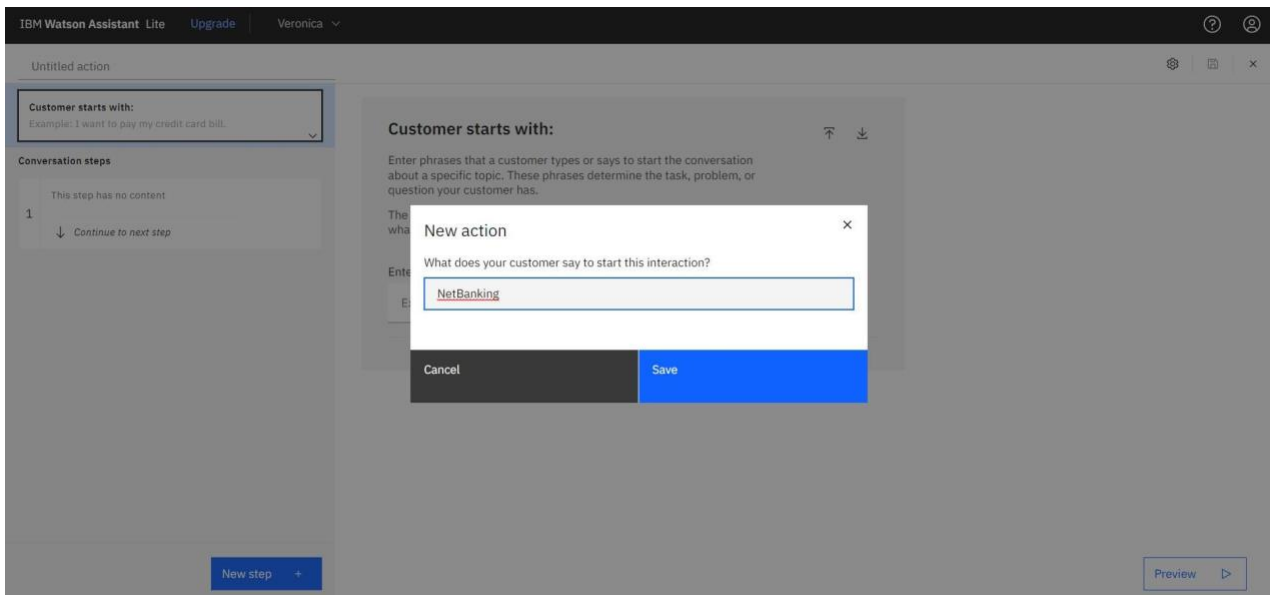 IBM Watson Assistant Lite Upgrade Veronica
Untitled action
Customer starts with:
Example: I want to pay my credit card bill.
Conversation steps
1
This step has no content
Continue to next step
New step +
Customer starts with:
Enter phrases that a customer types or says to start the conversation
about a specific topic. These phrases determine the task, problem, or
question your customer has.
The
wha
Ente
E
New action
What does your customer say to start this interaction?
NetBanking
Cancel
Save
Preview